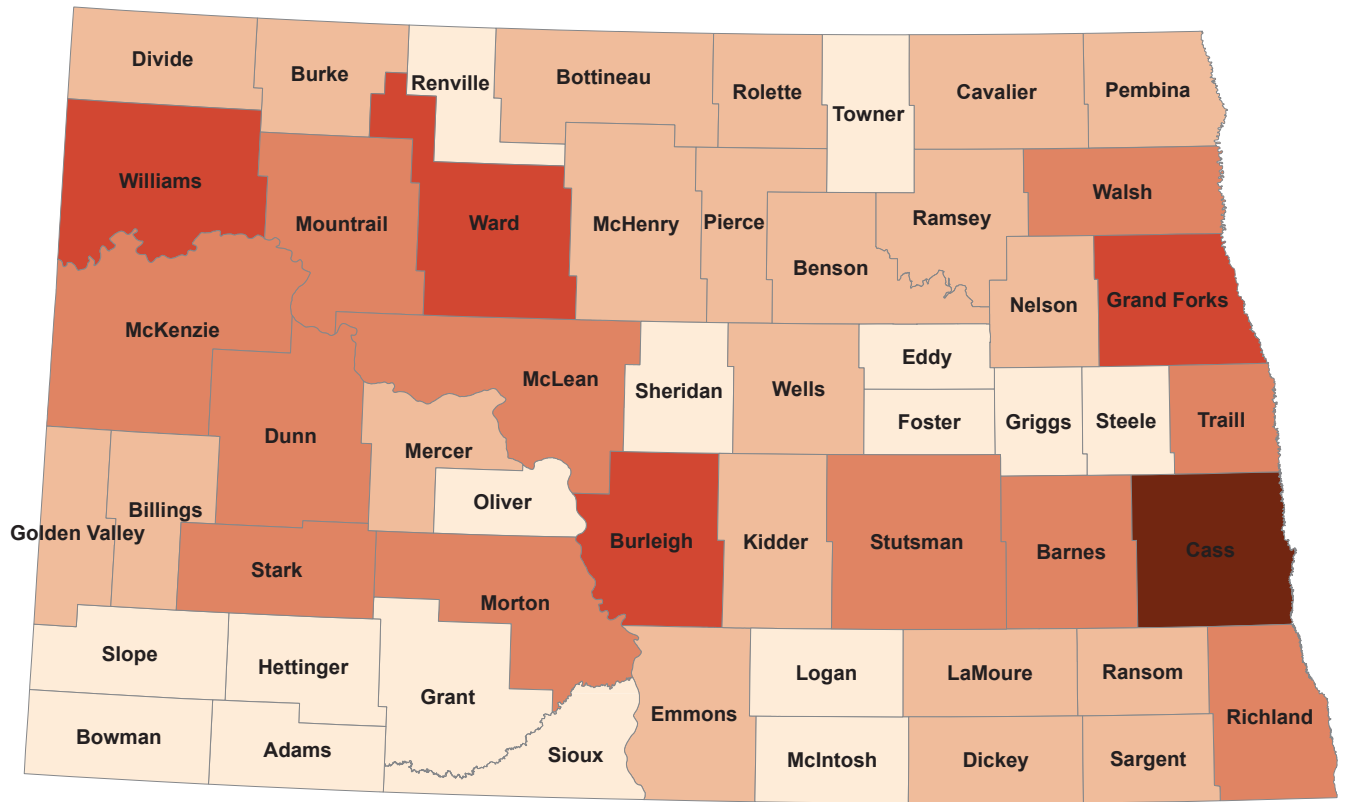 Divide
Burke
Renville
Bottineau
Rolette
Towner
Cavalier
Pembina
Williams
Mountrail
Ward
McHenry
Pierce
Benson
Ramsey
Walsh
McKenzie
Nelson
Grand Forks
McLean
Sheridan
Wells
Eddy
Foster
Griggs
Steele
Traill
Dunn
Mercer
Oliver
Golden Valley
Billings
Stark
Morton
Burleigh
Kidder
Stutsman
Barnes
Cass
Slope
Hettinger
Grant
Logan
LaMoure
Ransom
Emmons
Richland
Bowman
Adams
Sioux
McIntosh
Dickey
Sargent